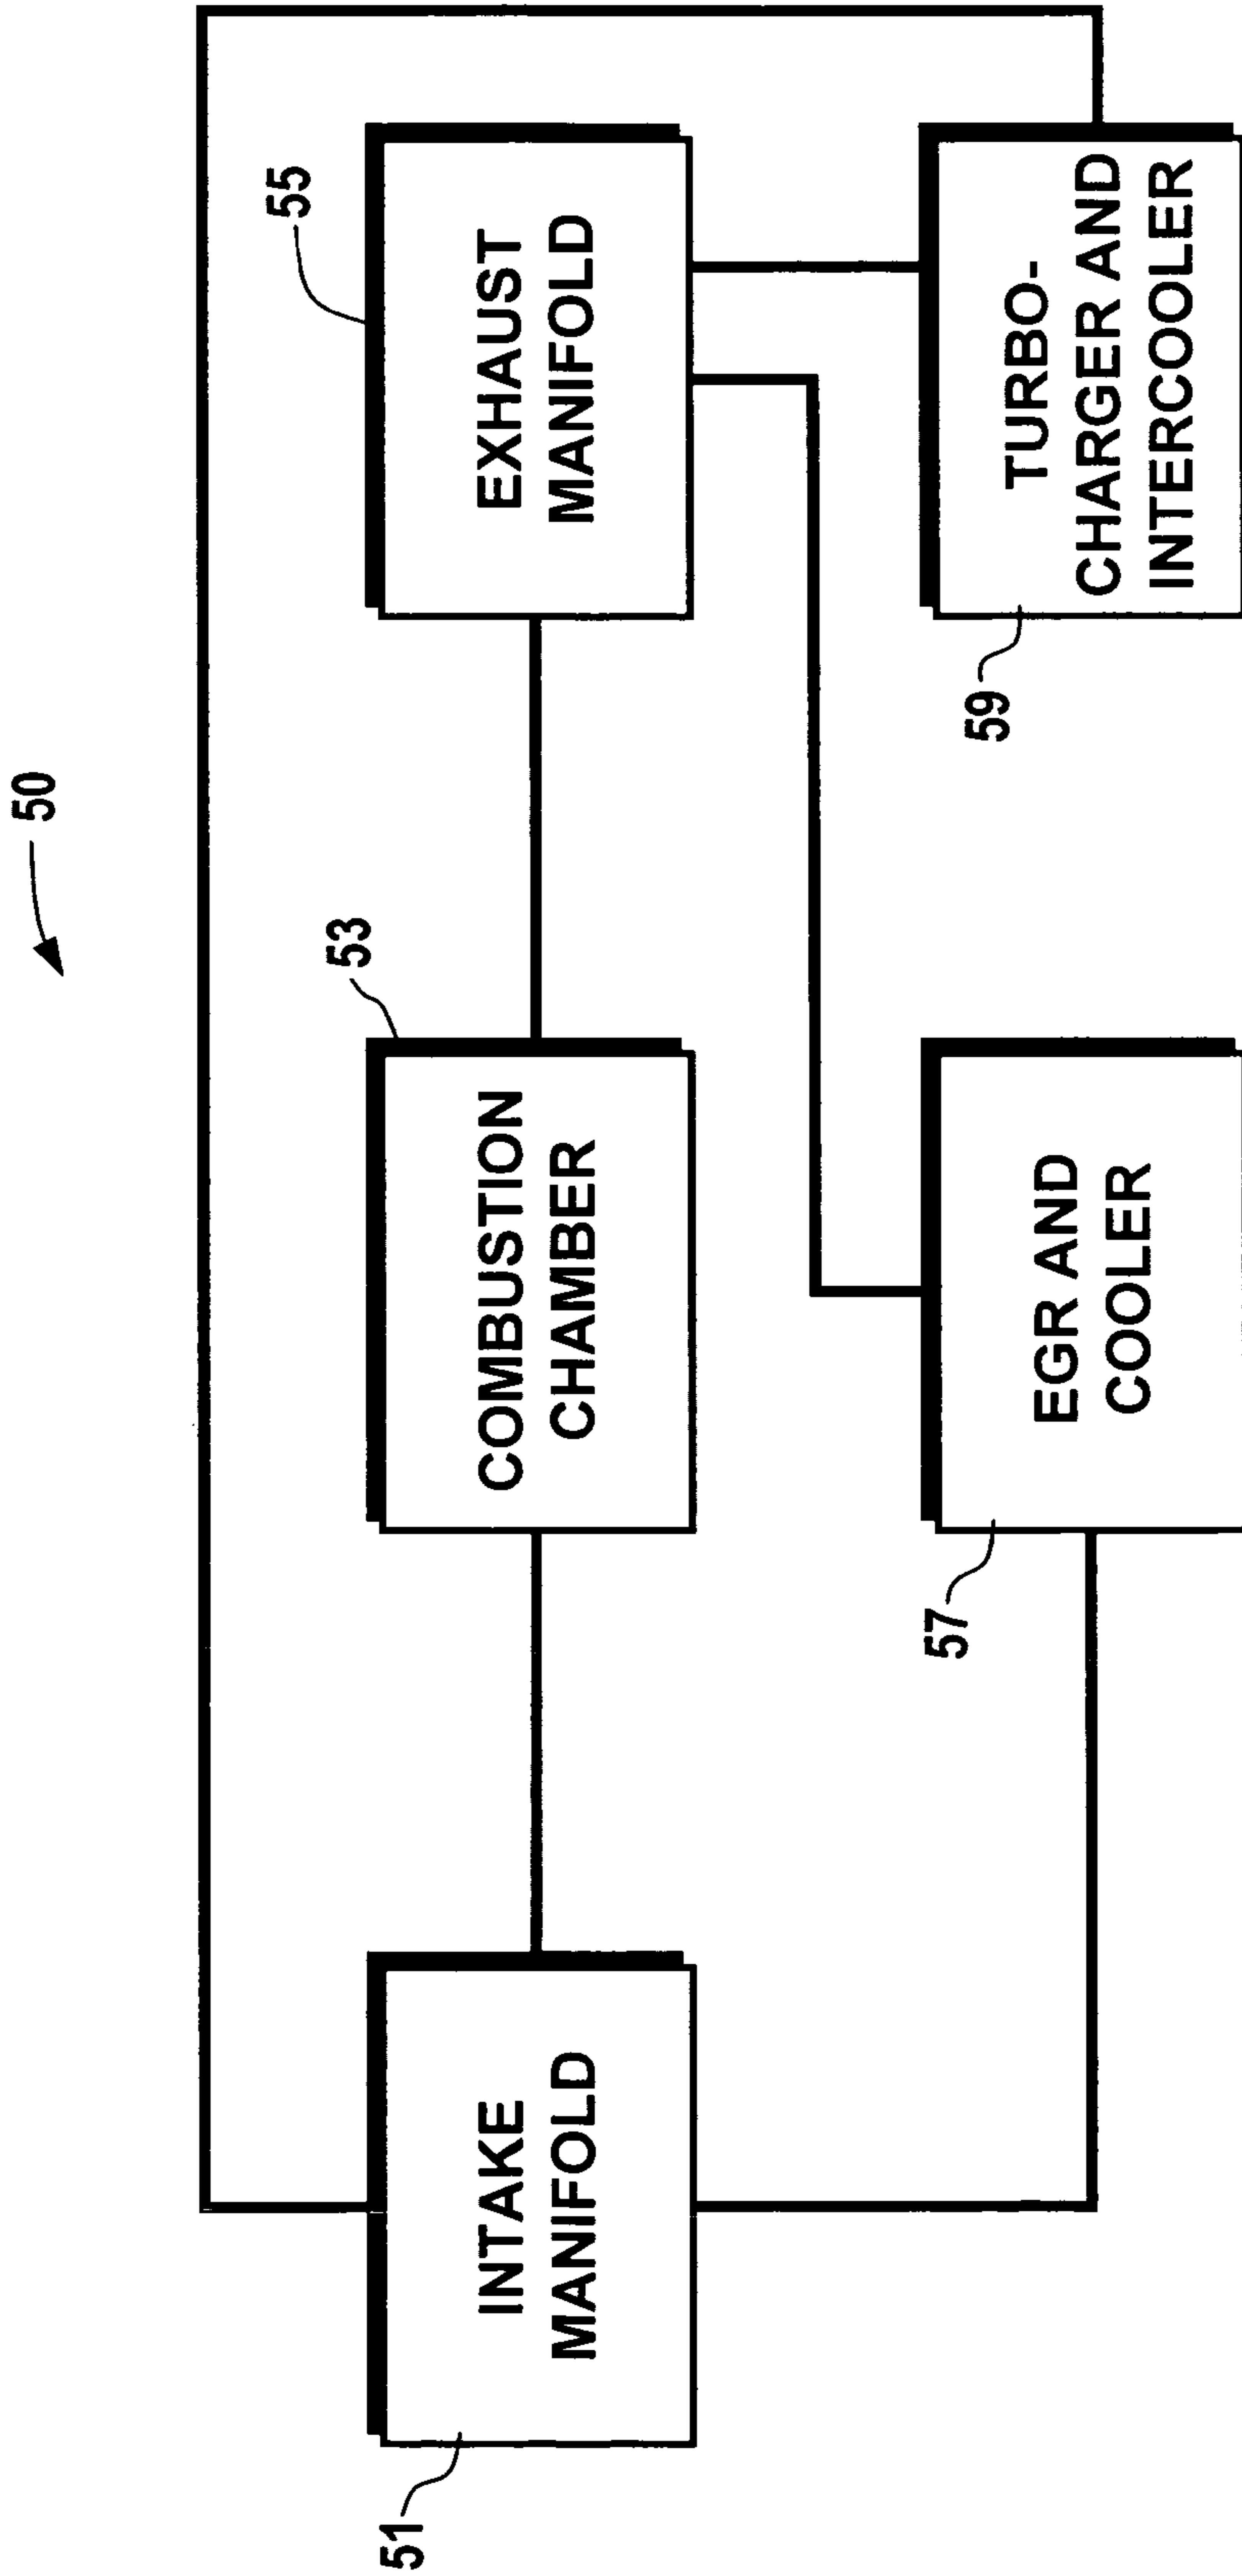 50
55
EXHAUST
MANIFOLD
53
COMBUSTION
CHAMBER
INTAKE
MANIFOLD
51
59
TURBO-
CHARGER AND
INTERCOOLER
57
EGR AND
COOLER